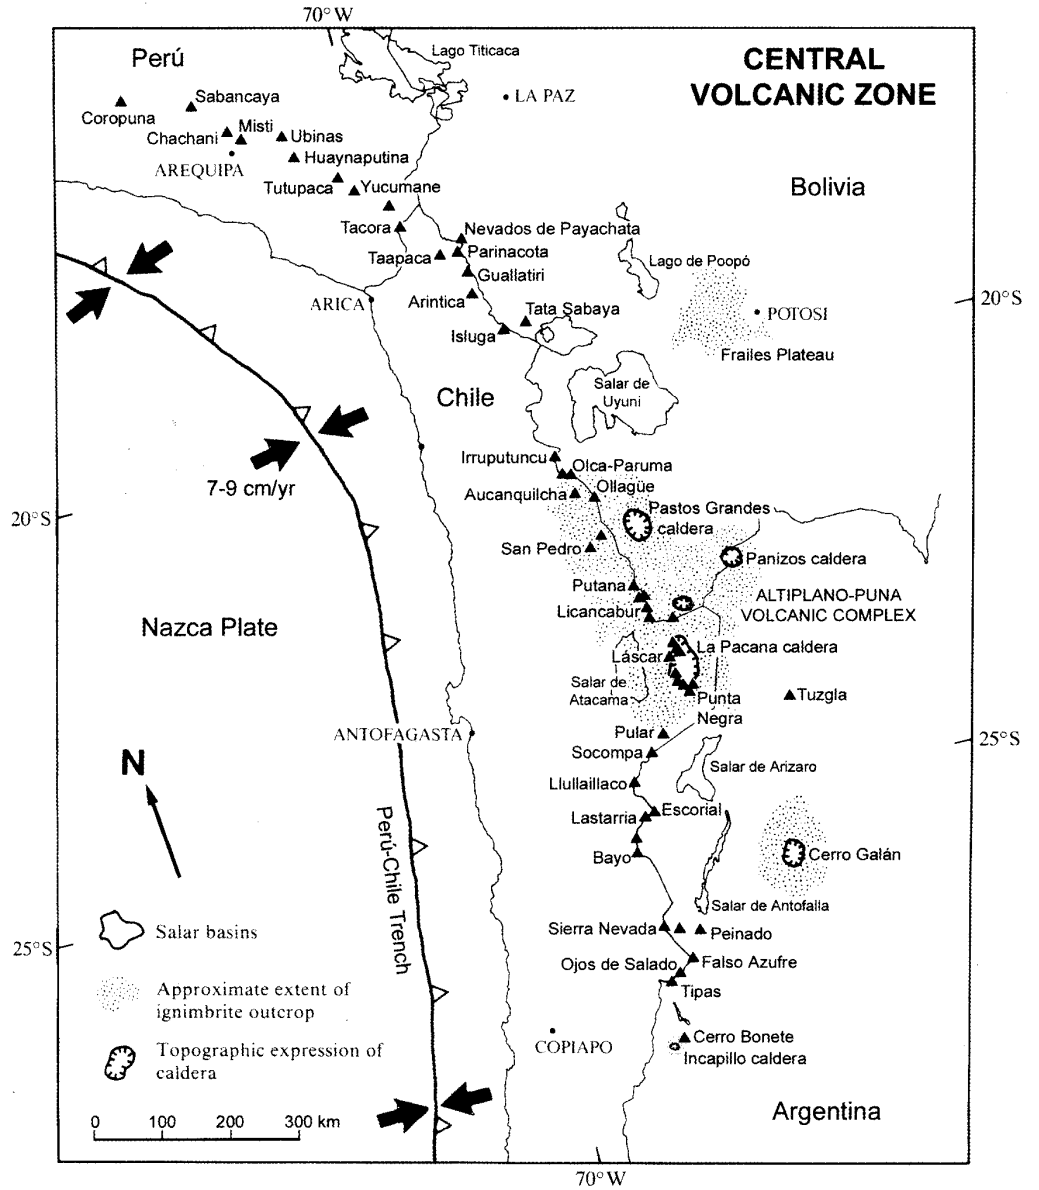 70° W
Perú
Lago Titicaca
CENTRAL
VOLCANIC ZONE
LA PAZ
Sabancaya
Coropuna
Chachani
Misti
Ubinas
AREQUIPA
Huaynaputina
Tutupaca
Yucumane
Bolivia
Tacora
Nevados de Payachata
Taapaca
Parinacota
Lago de Poopó
Guallatiri
ARICA
Arintica
20°S
Tata Sabaya
POTOSI
Isluga
Frailes Plateau
Chile
Salar de
Uyuni
Irruputuncu
Olca-Paruma
Aucanquilcha
Ollagüe
7-9 cm/yr
Pastos Grandes
caldera
20°S
San Pedro
Panizos caldera
Putana
ALTIPLANO-PUNA
VOLCANIC COMPLEX
Licancabur
Nazca Plate
La Pacana caldera
Láscar
Salar de
Atacama
Punta
Negra
Tuzgla
ANTOFAGASTA
Pular
25°S
Socompa
N
Salar de Arizaro
Llullaillaco
Escorial
Lastarria
Perú-Chile Trench
Bayo
Cerro Galán
Salar de Antofalla
Salar basins
Sierra Nevada
Peinado
25°S
Ojos de Salado
Falso Azufre
Tipas
Approximate extent of
ignimbrite outcrop
Cerro Bonete
COPIAPO
Incapillo caldera
Topographic expression of
caldera
Argentina
0 100 200 300 km
70°W